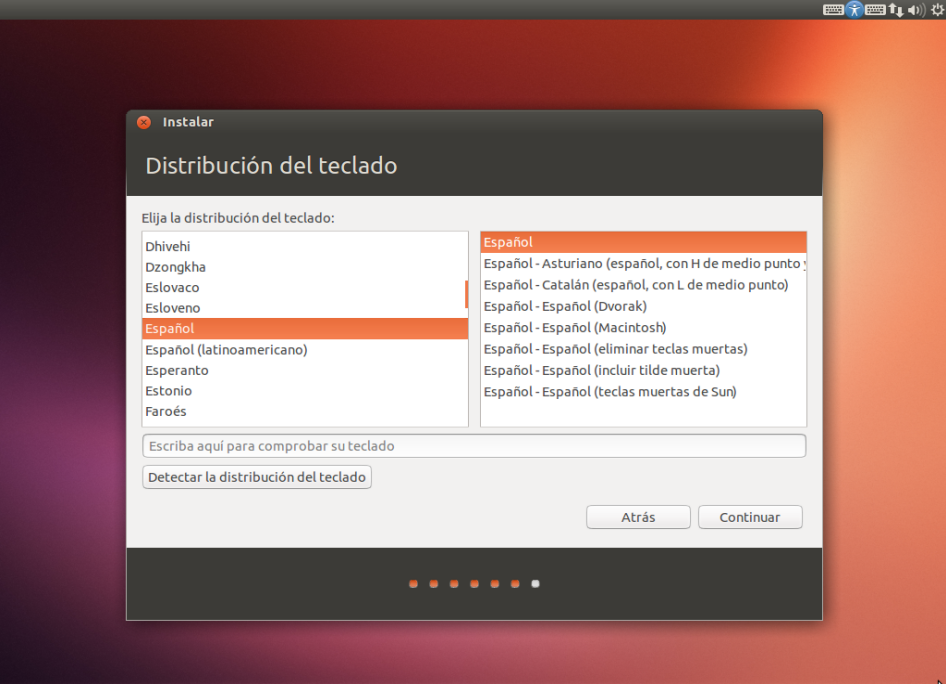 Instalar
Distribución del teclado
Elija la distribución del teclado:
Dhivehi
Dzongkha
Eslovaco
Esloveno
Español
Español (latinoamericano)
Esperanto
Estonio
Faroés
Español
Español - Asturiano (español, con H de medio punto y
Español - Catalán (español, con L de medio punto)
Español - Español (Dvorak)
Español - Español (Macintosh)
Español - Español (eliminar teclas muertas)
Español - Español (incluir tilde muerta)
Español - Español (teclas muertas de Sun)
Escriba aquí para comprobar su teclado
Detectar la distribución del teclado
Atrás
Continuar